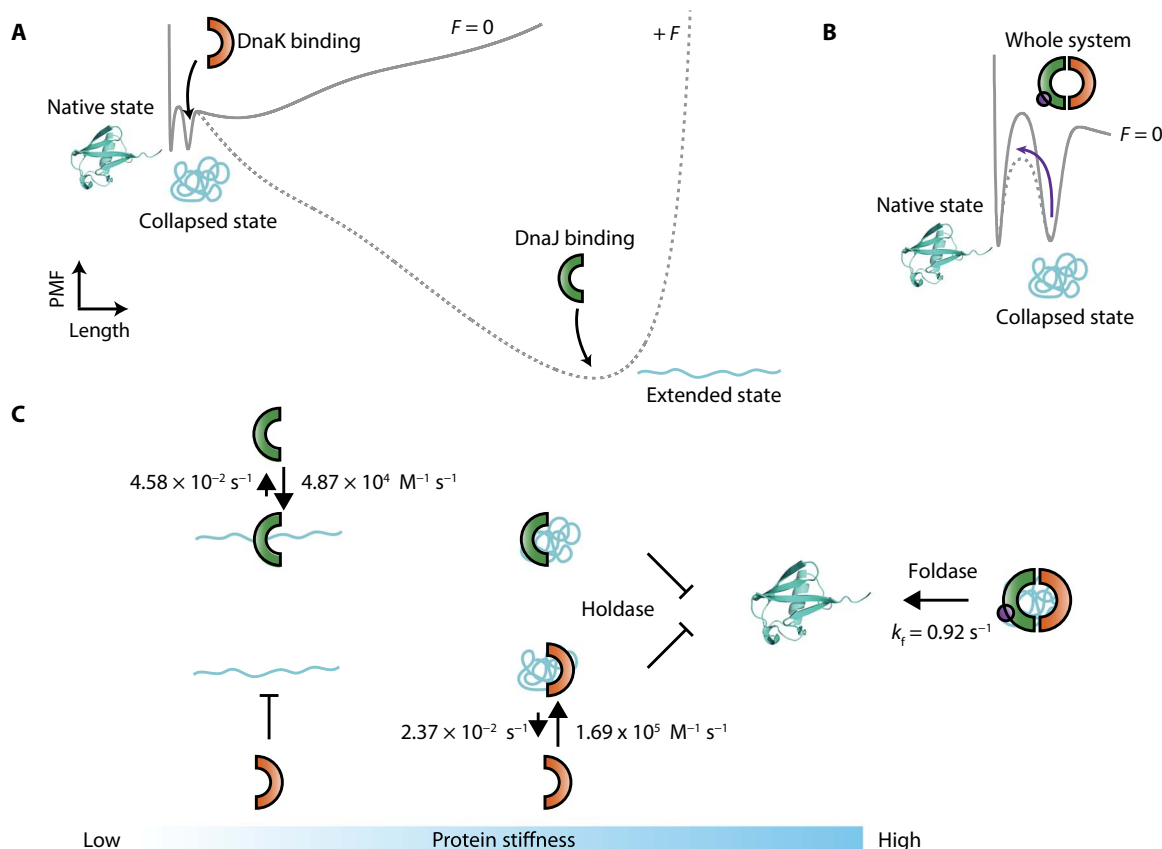 A
DnaK binding
F = 0
+ F
Native state
Collapsed state
DnaJ binding
PMF
Length
Extended state
B
Whole system
F = 0
Native state
Collapsed state
C
4.58 × 10⁻² s⁻¹
4.87 × 10⁴ M⁻¹ s⁻¹
Holdase
Foldase
k_f = 0.92 s⁻¹
2.37 × 10⁻² s⁻¹
1.69 x 10⁵ M⁻¹ s⁻¹
Low
Protein stiffness
High